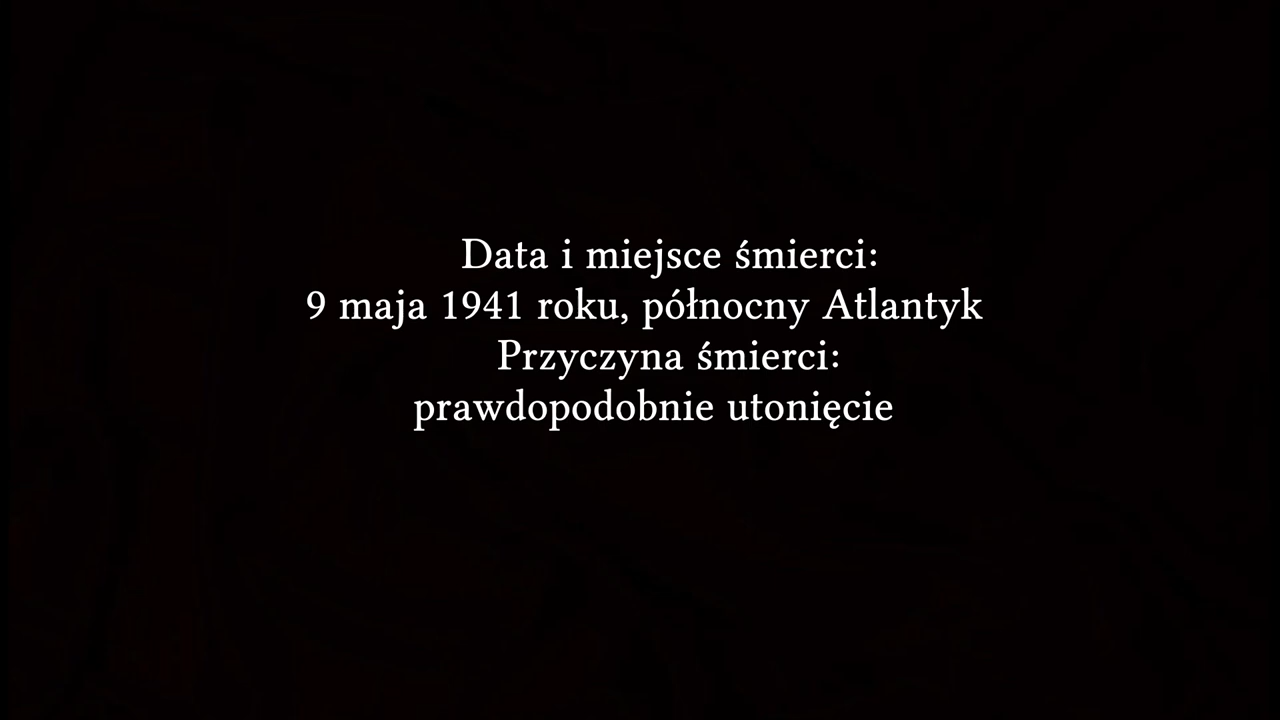 Data i miejsce śmierci:
9 maja 1941 roku, północny Atlantyk
Przyczyna śmierci:
prawdopodobnie utonięcie